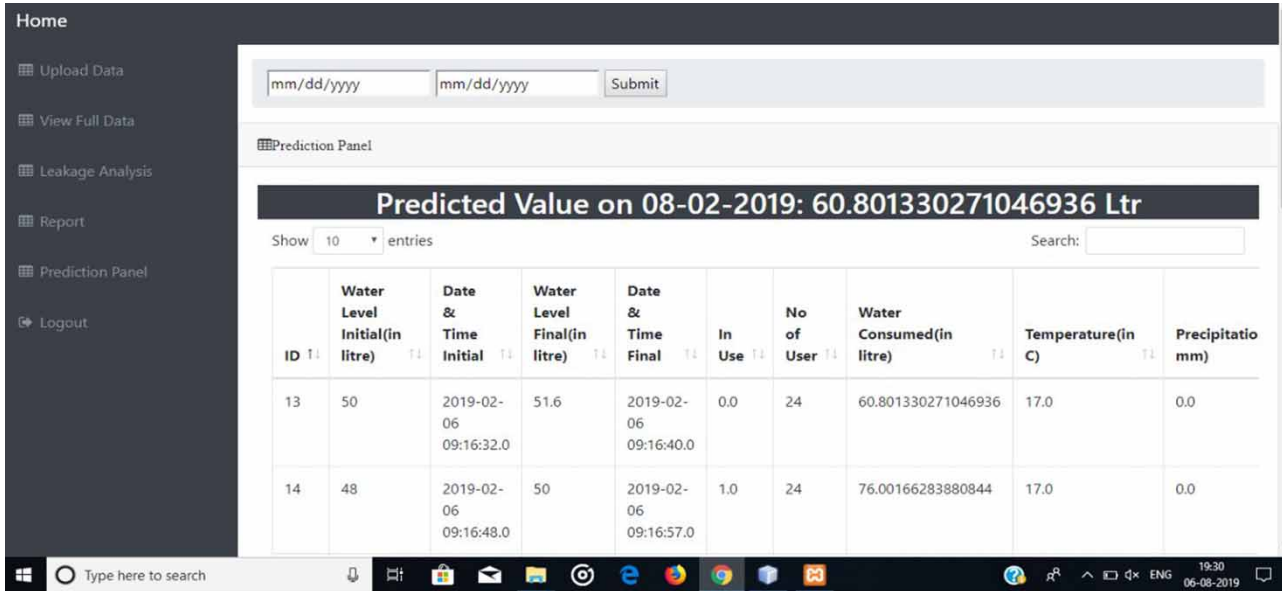 Home
Upload Data
View Full Data
Leakage Analysis
Report
Prediction Panel
Logout
mm/dd/yyyy mm/dd/yyyy Submit
Prediction Panel
Predicted Value on 08-02-2019: 60.801330271046936 Ltr
Show 10 entries Search:
Water Date Water Date
Level & Level & No Water
Initial(in Time Final(in Time In of Consumed(in Temperature(in Precipitatio
ID litre) Initial litre) Final Use User litre) C) mm)
13 50 2019-02- 51.6 2019-02- 0.0 24 60.801330271046936 17.0 0.0
06 06
09:16:32.0 09:16:40.0
14 48 2019-02- 50 2019-02- 1.0 24 76.00166283880844 17.0 0.0
06 06
09:16:48.0 09:16:57.0
Type here to search ENG 19:30
06-08-2019